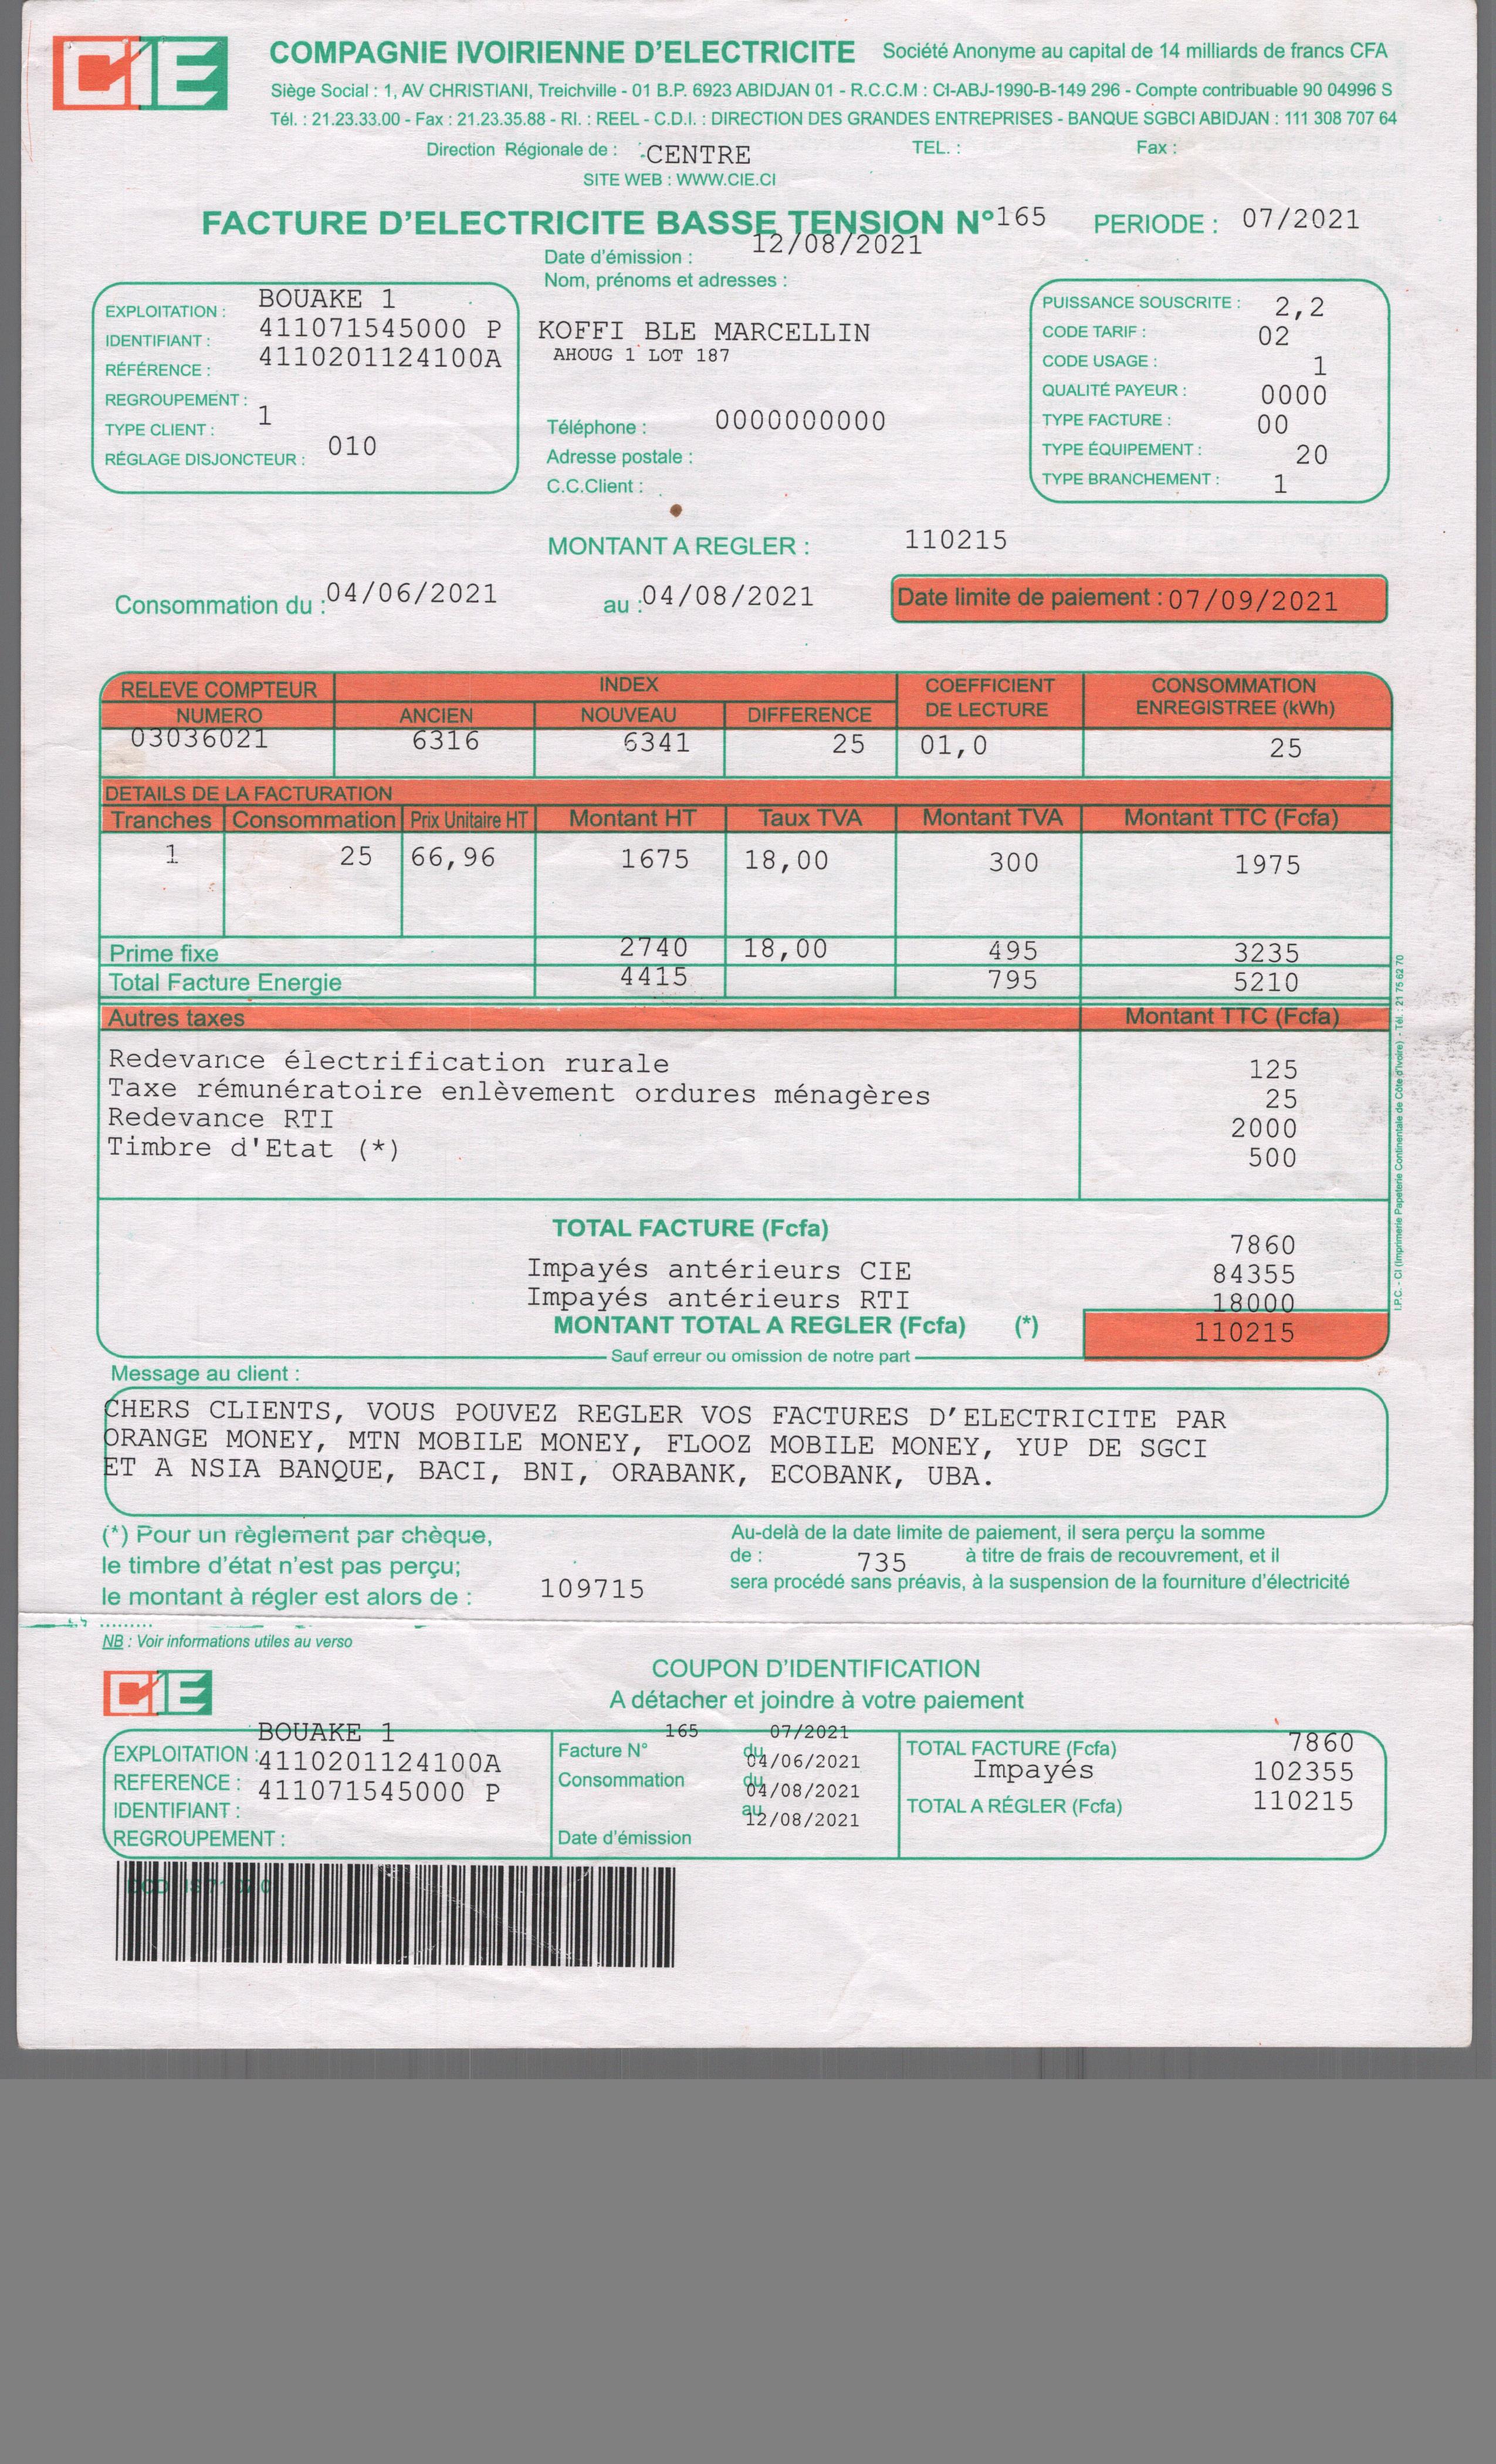 CIE
COMPAGNIE IVOIRIENNE D'ELECTRICITE Société Anonyme au capital de 14 milliards de francs CFA
Siège Social : 1, AV CHRISTIANI, Treichville - 01 B.P. 6923 ABIDJAN 01 - R.C.C.M : CI-ABJ-1990-B-149 296 - Compte contribuable 90 04996 S
Tél. : 21.23.33.00 - Fax : 21.23.35.88 - RI. : REEL - C.D.I. : DIRECTION DES GRANDES ENTREPRISES - BANQUE SGBCI ABIDJAN : 111 308 707 64
Direction Régionale de : CENTRE TEL. : Fax :
SITE WEB : WWW.CIE.CI
FACTURE D'ELECTRICITE BASSE TENSION N° 165 PERIODE : 07/2021
Date d'émission : 12/08/2021
Nom, prénoms et adresses :
EXPLOITATION : BOUAKE 1
IDENTIFIANT : 411071545000 P
RÉFÉRENCE : 4110201124100A
REGROUPEMENT :
TYPE CLIENT : 1
RÉGLAGE DISJONCTEUR : 010
KOFFI BLE MARCELLIN
AHOUG 1 LOT 187
Téléphone : 0000000000
Adresse postale :
C.C.Client :
PUISSANCE SOUSCRITE : 2,2
CODE TARIF : 02
CODE USAGE : 1
QUALITÉ PAYEUR : 0000
TYPE FACTURE : 00
TYPE ÉQUIPEMENT : 20
TYPE BRANCHEMENT : 1
MONTANT A REGLER : 110215
Consommation du : 04/06/2021 au : 04/08/2021 Date limite de paiement : 07/09/2021
RELEVE COMPTEUR INDEX COEFFICIENT CONSOMMATION
NUMERO ANCIEN NOUVEAU DIFFERENCE DE LECTURE ENREGISTREE (kWh)
03036021 6316 6341 25 01,0 25
DETAILS DE LA FACTURATION
Tranches Consommation Prix Unitaire HT Montant HT Taux TVA Montant TVA Montant TTC (Fcfa)
1 25 66,96 1675 18,00 300 1975
Prime fixe 2740 18,00 495 3235
Total Facture Energie 4415 795 5210
Autres taxes Montant TTC (Fcfa)
Redevance électrification rurale 125
Taxe rémunératoire enlèvement ordures ménagères 25
Redevance RTI 2000
Timbre d'Etat (*) 500
TOTAL FACTURE (Fcfa) 7860
Impayés antérieurs CIE 84355
Impayés antérieurs RTI 18000
MONTANT TOTAL A REGLER (Fcfa) (*) 110215
Sauf erreur ou omission de notre part
I.P.C. - CI (Imprimerie Papeterie Continentale de Côte d'Ivoire) - Tél. : 21 75 62 70
Message au client :
CHERS CLIENTS, VOUS POUVEZ REGLER VOS FACTURES D'ELECTRICITE PAR
ORANGE MONEY, MTN MOBILE MONEY, FLOOZ MOBILE MONEY, YUP DE SGCI
ET A NSIA BANQUE, BACI, BNI, ORABANK, ECOBANK, UBA.
(*) Pour un règlement par chèque,
le timbre d'état n'est pas perçu;
le montant à régler est alors de : 109715
Au-delà de la date limite de paiement, il sera perçu la somme
de : 735 à titre de frais de recouvrement, et il
sera procédé sans préavis, à la suspension de la fourniture d'électricité
NB : Voir informations utiles au verso
CIE
COUPON D'IDENTIFICATION
A détacher et joindre à votre paiement
BOUAKE 1
EXPLOITATION : 4110201124100A
REFERENCE : 411071545000 P
IDENTIFIANT :
REGROUPEMENT :
165 07/2021
Facture N° du 04/06/2021
Consommation du 04/08/2021
au 12/08/2021
Date d'émission
TOTAL FACTURE (Fcfa) 7860
Impayés 102355
TOTAL A RÉGLER (Fcfa) 110215